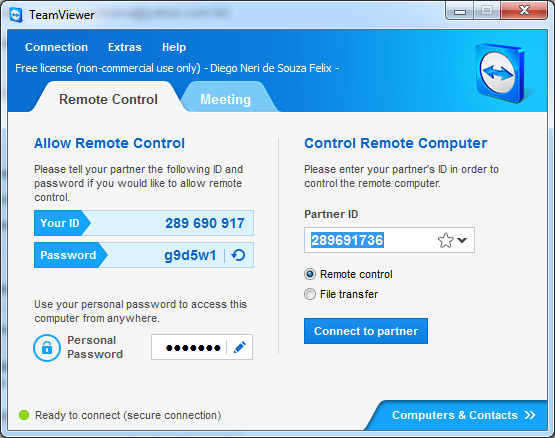 TeamViewer
Connection Extras Help
Free license (non-commercial use only) - Diego Neri de Souza Felix -
Remote Control Meeting
Allow Remote Control
Please tell your partner the following ID and
password if you would like to allow remote
control.
Your ID 289 690 917
Password g9d5w1
Use your personal password to access this
computer from anywhere.
Personal
Password
Control Remote Computer
Please enter your partner's ID in order to
control the remote computer.
Partner ID
289691736
Remote control
File transfer
Connect to partner
Ready to connect (secure connection)
Computers & Contacts >>